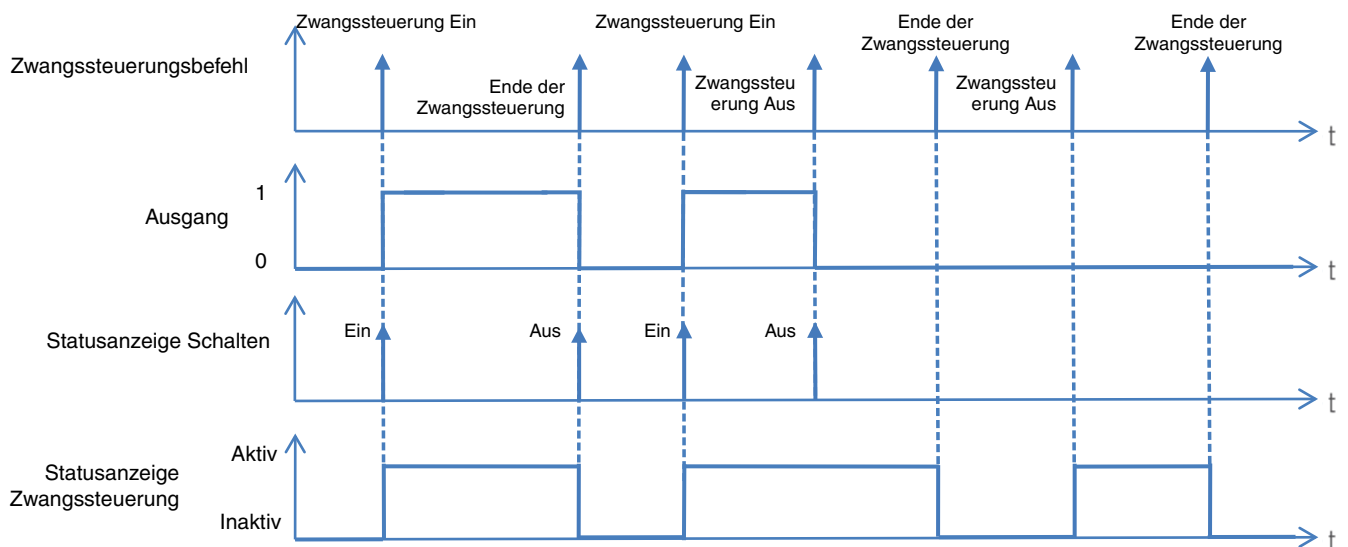 Zwangssteuerung Ein
Zwangssteuerung Ein
Ende der
Zwangssteuerung
Ende der
Zwangssteuerung
Zwangssteuerungsbefehl
Ende der
Zwangssteuerung
Zwangssteu
erung Aus
Zwangssteu
erung Aus
t
1
Ausgang
0
t
Statusanzeige Schalten
Ein
Aus
Ein
Aus
t
Aktiv
Statusanzeige
Zwangssteuerung
Inaktiv
t